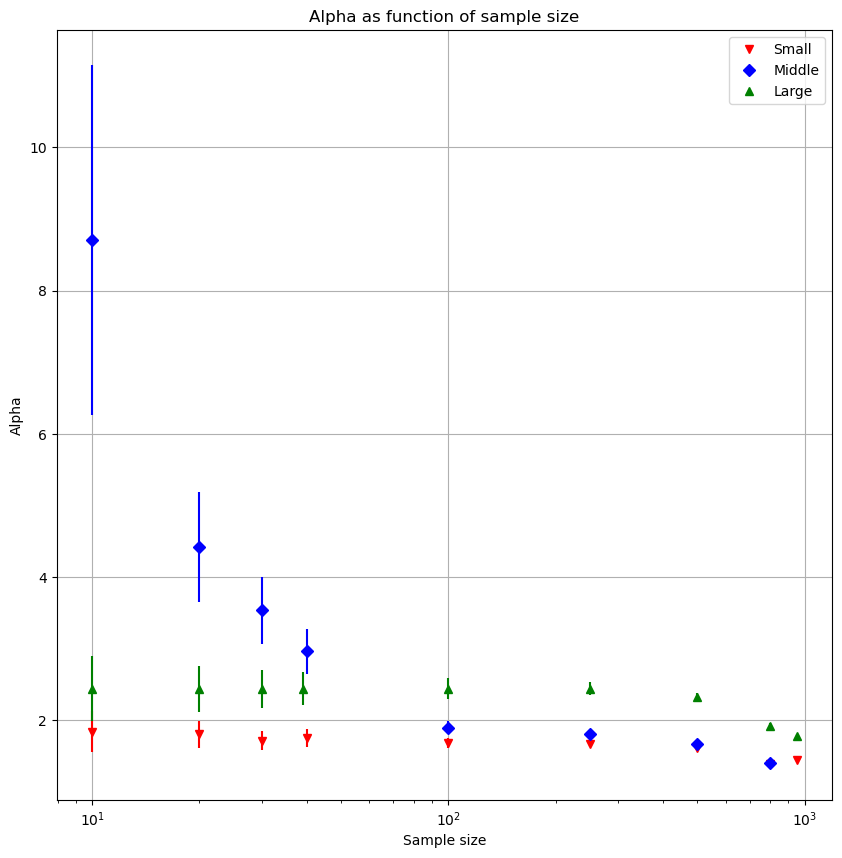 Alpha as function of sample size
Small
Middle
Large
10
8
6
4
2
Alpha
10¹
10²
10³
Sample size